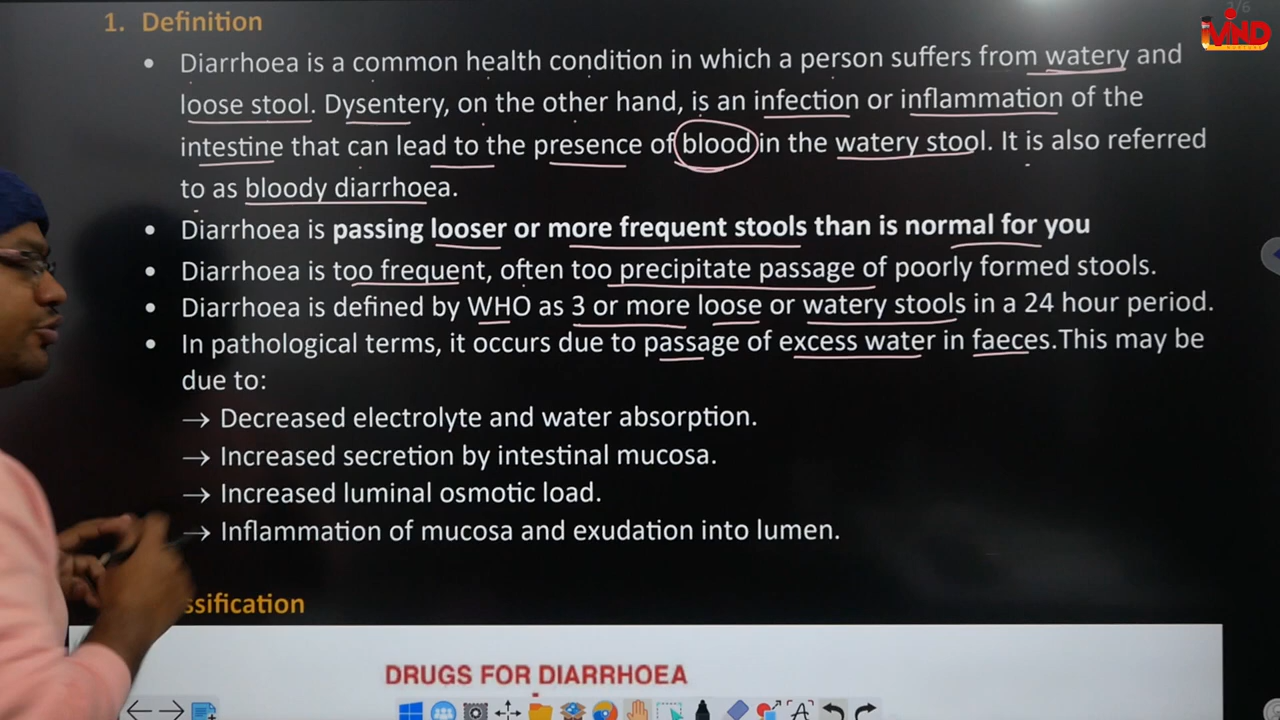 1/6
iMIND
1. Definition
• Diarrhoea is a common health condition in which a person suffers from watery and
loose stool. Dysentery, on the other hand, is an infection or inflammation of the
intestine that can lead to the presence of blood in the watery stool. It is also referred
to as bloody diarrhoea.
• Diarrhoea is passing looser or more frequent stools than is normal for you
• Diarrhoea is too frequent, often too precipitate passage of poorly formed stools.
• Diarrhoea is defined by WHO as 3 or more loose or watery stools in a 24 hour period.
• In pathological terms, it occurs due to passage of excess water in faeces.This may be
due to:
→ Decreased electrolyte and water absorption.
→ Increased secretion by intestinal mucosa.
→ Increased luminal osmotic load.
→ Inflammation of mucosa and exudation into lumen.
ssification
DRUGS FOR DIARRHOEA